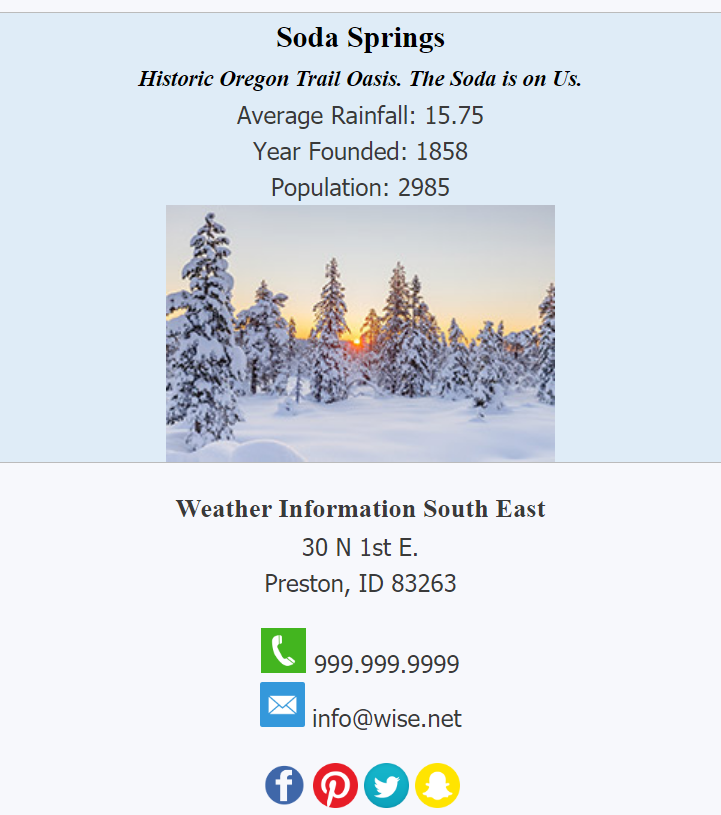 Soda Springs
Historic Oregon Trail Oasis. The Soda is on Us.
Average Rainfall: 15.75
Year Founded: 1858
Population: 2985
Weather Information South East
30 N 1st E.
Preston, ID 83263
999.999.9999
info@wise.net